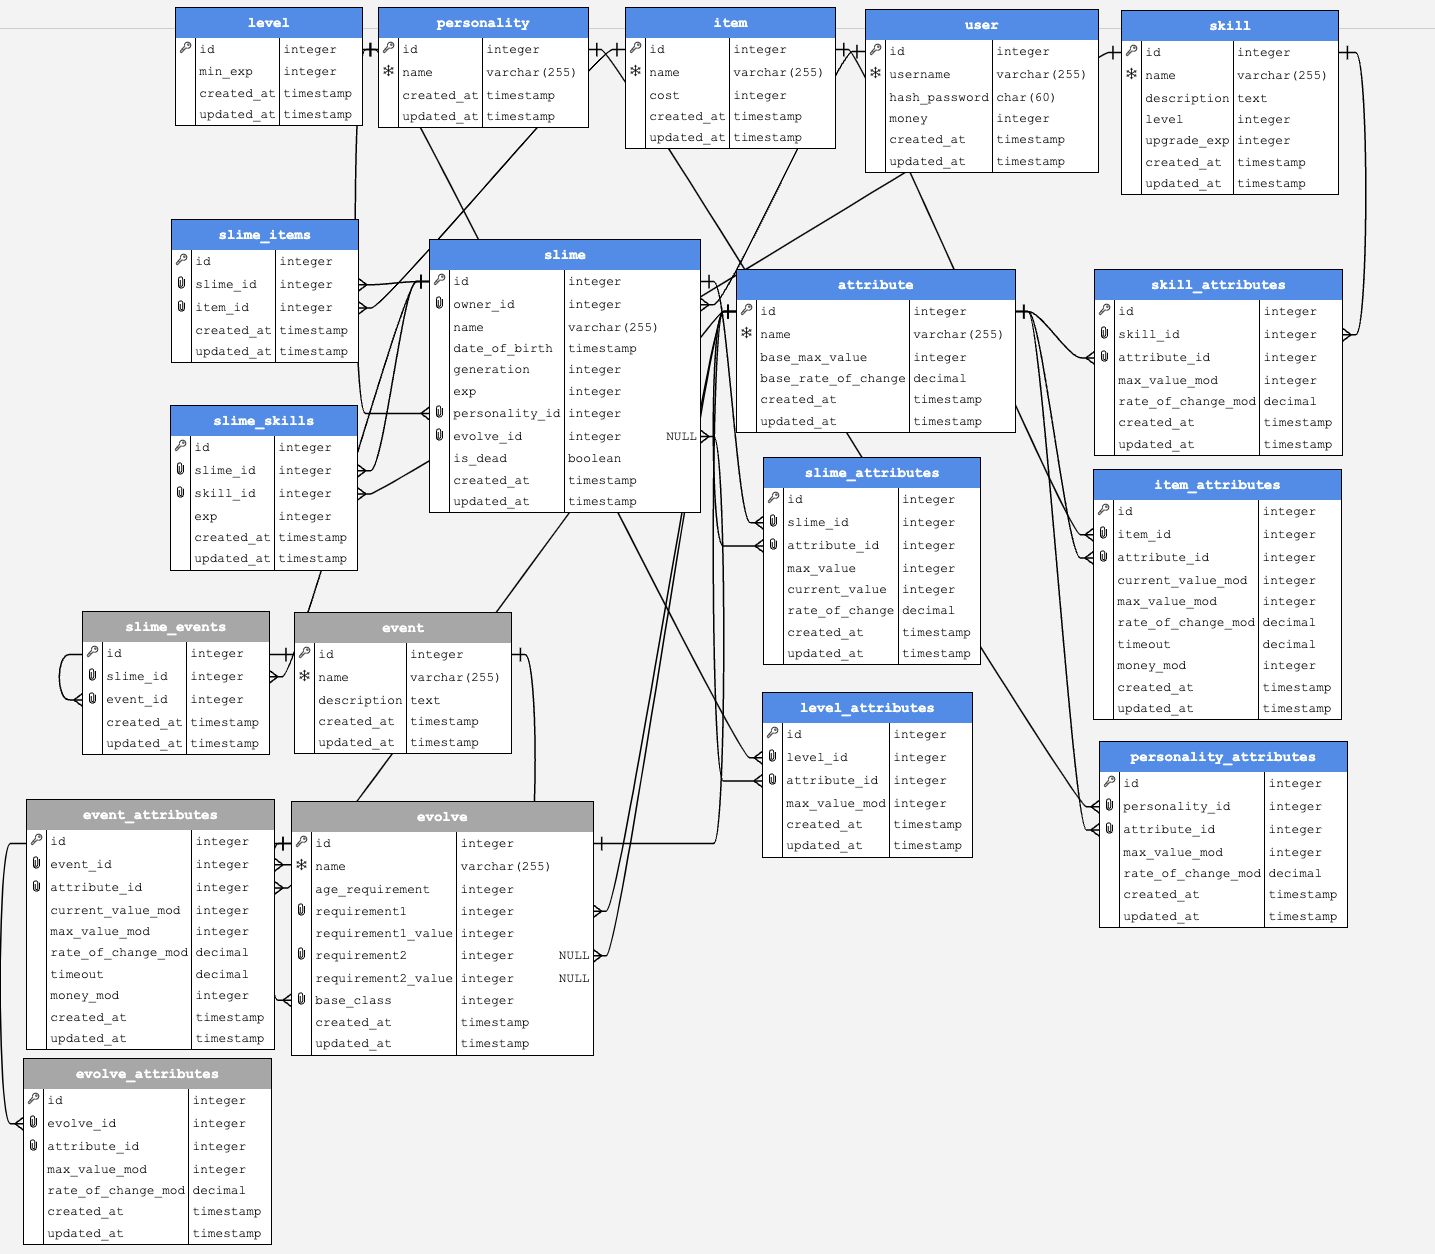 level
id integer
min_exp integer
created_at timestamp
updated_at timestamp
personality
id integer
name varchar(255)
created_at timestamp
updated_at timestamp
item
id integer
name varchar(255)
cost integer
created_at timestamp
updated_at timestamp
user
id integer
username varchar(255)
hash_password char(60)
money integer
created_at timestamp
updated_at timestamp
skill
id integer
name varchar(255)
description text
level integer
upgrade_exp integer
created_at timestamp
updated_at timestamp
slime_items
id integer
slime_id integer
item_id integer
created_at timestamp
updated_at timestamp
slime
id integer
owner_id integer
name varchar(255)
date_of_birth timestamp
generation integer
exp integer
personality_id integer
evolve_id integer NULL
is_dead boolean
created_at timestamp
updated_at timestamp
attribute
id integer
name varchar(255)
base_max_value integer
base_rate_of_change decimal
created_at timestamp
updated_at timestamp
skill_attributes
id integer
skill_id integer
attribute_id integer
max_value_mod integer
rate_of_change_mod decimal
created_at timestamp
updated_at timestamp
slime_skills
id integer
slime_id integer
skill_id integer
exp integer
created_at timestamp
updated_at timestamp
slime_attributes
id integer
slime_id integer
attribute_id integer
max_value integer
current_value integer
rate_of_change decimal
created_at timestamp
updated_at timestamp
item_attributes
id integer
item_id integer
attribute_id integer
current_value_mod integer
max_value_mod integer
rate_of_change_mod decimal
timeout decimal
money_mod integer
created_at timestamp
updated_at timestamp
slime_events
id integer
slime_id integer
event_id integer
created_at timestamp
updated_at timestamp
event
id integer
name varchar(255)
description text
created_at timestamp
updated_at timestamp
level_attributes
id integer
level_id integer
attribute_id integer
max_value_mod integer
created_at timestamp
updated_at timestamp
personality_attributes
id integer
personality_id integer
attribute_id integer
max_value_mod integer
rate_of_change_mod decimal
created_at timestamp
updated_at timestamp
event_attributes
id integer
event_id integer
attribute_id integer
current_value_mod integer
max_value_mod integer
rate_of_change_mod decimal
timeout decimal
money_mod integer
created_at timestamp
updated_at timestamp
evolve
id integer
name varchar(255)
age_requirement integer
requirement1 integer
requirement1_value integer
requirement2 integer NULL
requirement2_value integer NULL
base_class integer
created_at timestamp
updated_at timestamp
evolve_attributes
id integer
evolve_id integer
attribute_id integer
max_value_mod integer
rate_of_change_mod decimal
created_at timestamp
updated_at timestamp